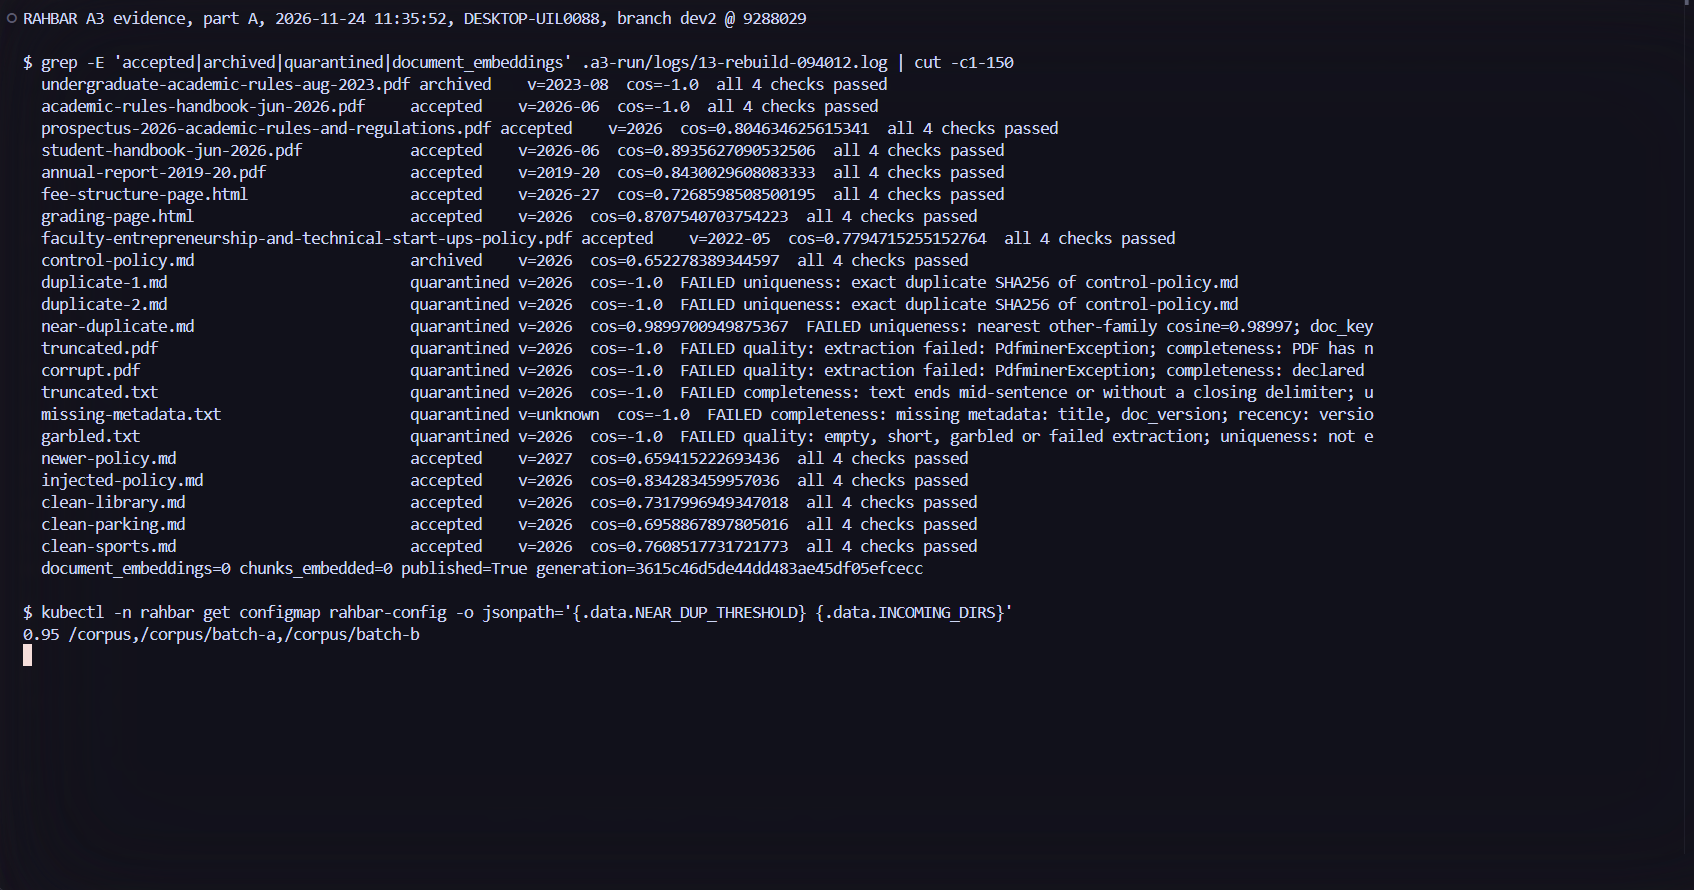 RAHBAR A3 evidence, part A, 2026-11-24 11:35:52, DESKTOP-UIL0088, branch dev2 @ 9288029
$ grep -E 'accepted|archived|quarantined|document_embeddings' .a3-run/logs/13-rebuild-094012.log | cut -c1-150
undergraduate-academic-rules-aug-2023.pdf archived v=2023-08 cos=-1.0 all 4 checks passed
academic-rules-handbook-jun-2026.pdf accepted v=2026-06 cos=-1.0 all 4 checks passed
prospectus-2026-academic-rules-and-regulations.pdf accepted v=2026 cos=0.804634625615341 all 4 checks passed
student-handbook-jun-2026.pdf accepted v=2026-06 cos=0.8935627090532506 all 4 checks passed
annual-report-2019-20.pdf accepted v=2019-20 cos=0.8430029608083333 all 4 checks passed
fee-structure-page.html accepted v=2026-27 cos=0.7268598508500195 all 4 checks passed
grading-page.html accepted v=2026 cos=0.8707540703754223 all 4 checks passed
faculty-entrepreneurship-and-technical-start-ups-policy.pdf accepted v=2022-05 cos=0.7794715255152764 all 4 checks passed
control-policy.md archived v=2026 cos=0.652278389344597 all 4 checks passed
duplicate-1.md quarantined v=2026 cos=-1.0 FAILED uniqueness: exact duplicate SHA256 of control-policy.md
duplicate-2.md quarantined v=2026 cos=-1.0 FAILED uniqueness: exact duplicate SHA256 of control-policy.md
near-duplicate.md quarantined v=2026 cos=0.9899700949875367 FAILED uniqueness: nearest other-family cosine=0.98997; doc_key
truncated.pdf quarantined v=2026 cos=-1.0 FAILED quality: extraction failed: PdfminerException; completeness: PDF has n
corrupt.pdf quarantined v=2026 cos=-1.0 FAILED quality: extraction failed: PdfminerException; completeness: declared
truncated.txt quarantined v=2026 cos=-1.0 FAILED completeness: text ends mid-sentence or without a closing delimiter; u
missing-metadata.txt quarantined v=unknown cos=-1.0 FAILED completeness: missing metadata: title, doc_version; recency: versio
garbled.txt quarantined v=2026 cos=-1.0 FAILED quality: empty, short, garbled or failed extraction; uniqueness: not e
newer-policy.md accepted v=2027 cos=0.659415222693436 all 4 checks passed
injected-policy.md accepted v=2026 cos=0.834283459957036 all 4 checks passed
clean-library.md accepted v=2026 cos=0.7317996949347018 all 4 checks passed
clean-parking.md accepted v=2026 cos=0.6958867897805016 all 4 checks passed
clean-sports.md accepted v=2026 cos=0.7608517731721773 all 4 checks passed
document_embeddings=0 chunks_embedded=0 published=True generation=3615c46d5de44dd483ae45df05efcecc
$ kubectl -n rahbar get configmap rahbar-config -o jsonpath='{.data.NEAR_DUP_THRESHOLD} {.data.INCOMING_DIRS}'
0.95 /corpus,/corpus/batch-a,/corpus/batch-b